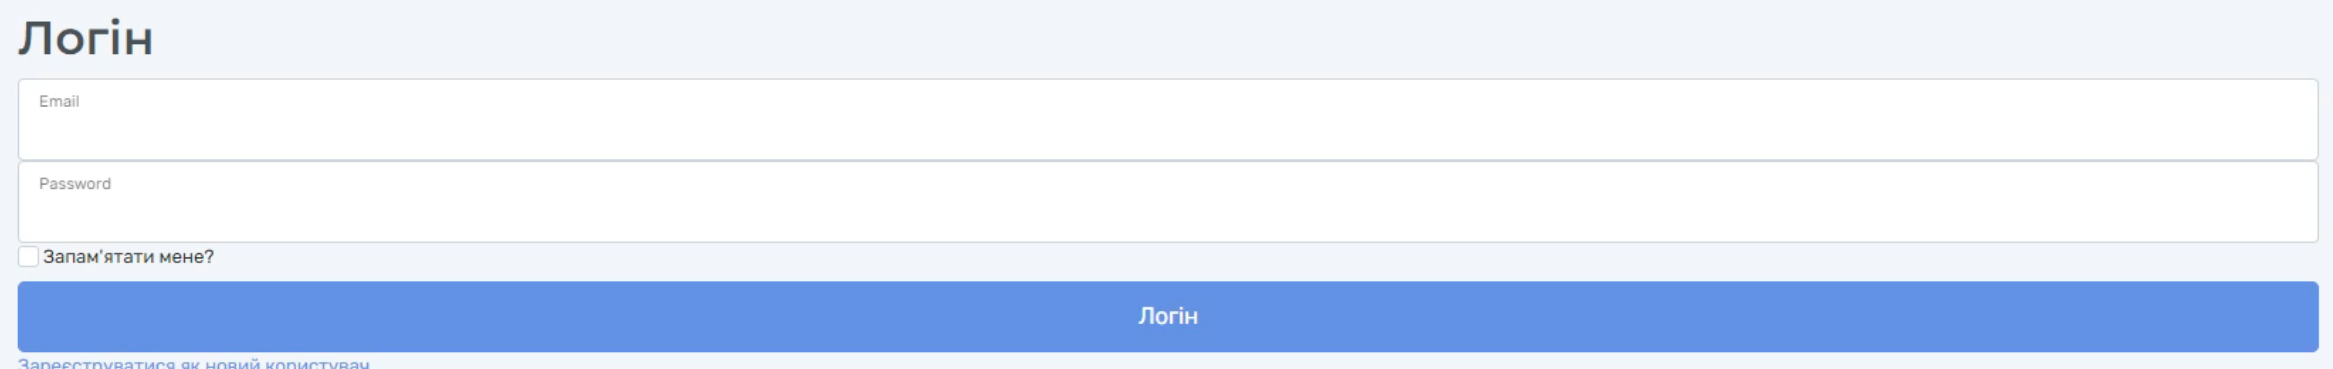 Логін
Email
Password
Запам'ятати мене?
Логін
Зареєструватися як новий користувач